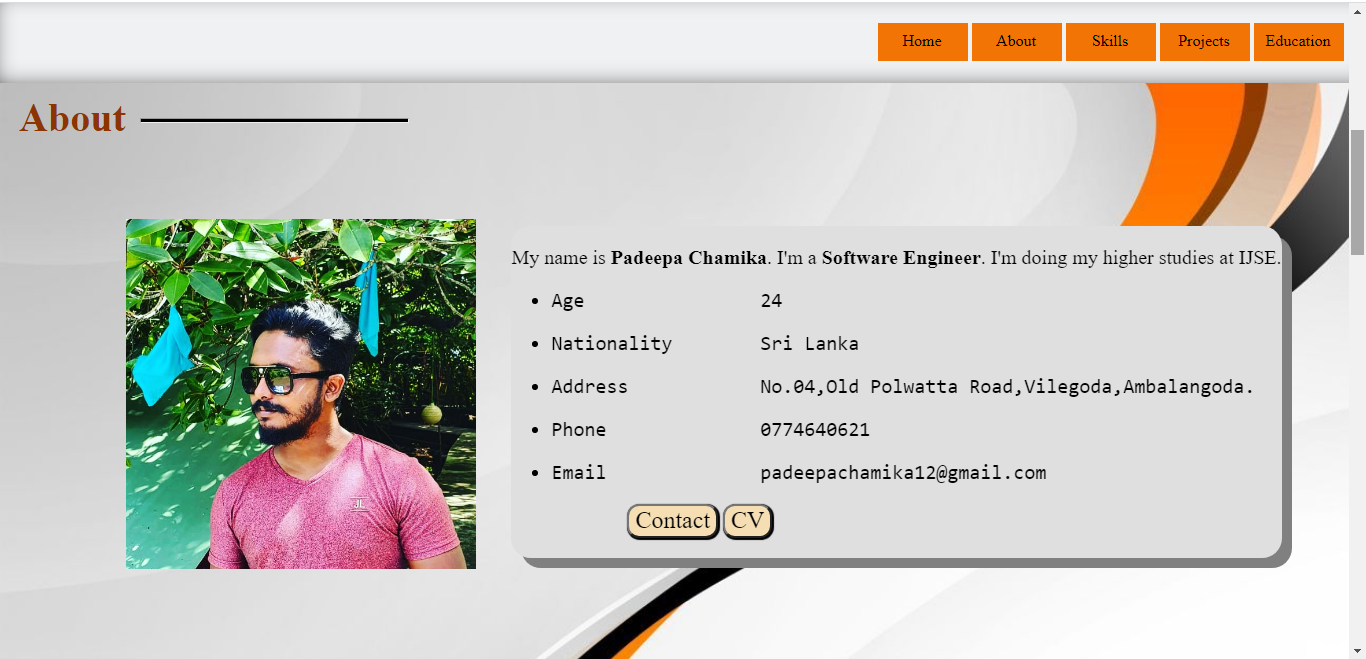 Home About Skills Projects Education
About
My name is Padeepa Chamika. I'm a Software Engineer. I'm doing my higher studies at IJSE.
Age 24
Nationality Sri Lanka
Address No.04,Old Polwatta Road,Vilegoda,Ambalangoda.
Phone 0774640621
Email padeepachamika12@gmail.com
Contact CV
JL